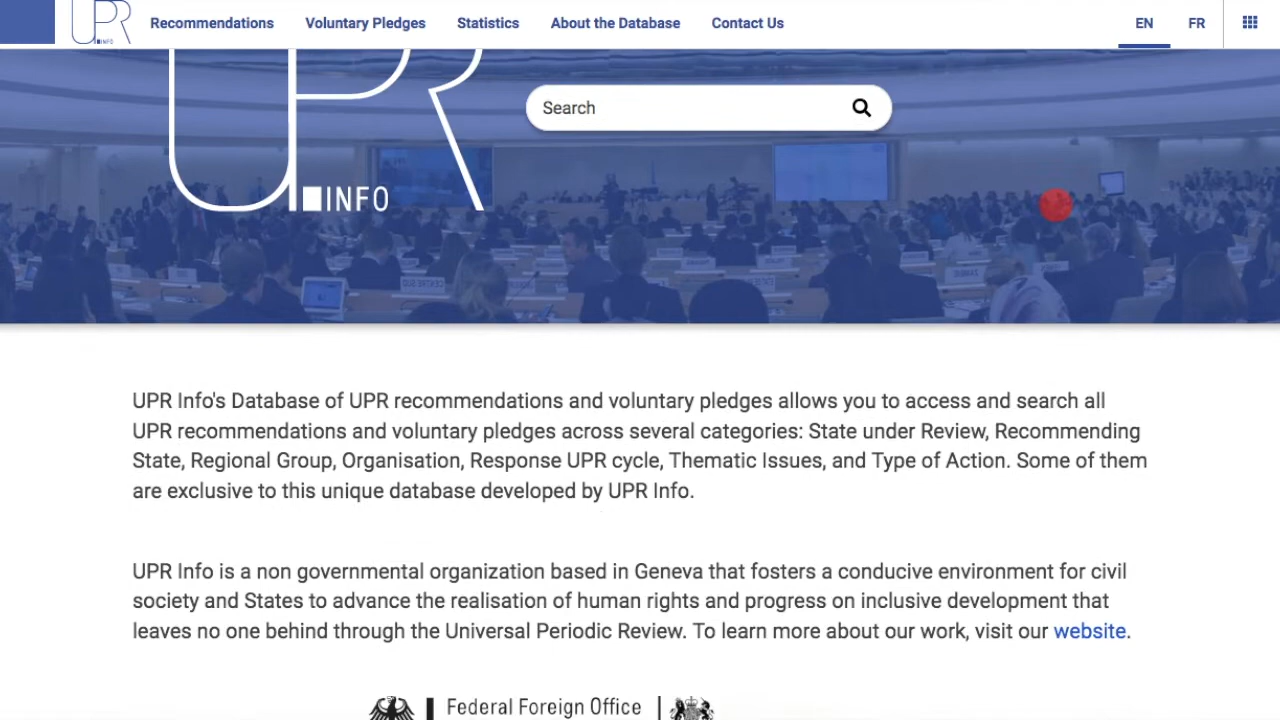 UPR INFO
Recommendations Voluntary Pledges Statistics About the Database Contact Us EN FR
UPR
INFO
Search
UPR Info's Database of UPR recommendations and voluntary pledges allows you to access and search all
UPR recommendations and voluntary pledges across several categories: State under Review, Recommending
State, Regional Group, Organisation, Response UPR cycle, Thematic Issues, and Type of Action. Some of them
are exclusive to this unique database developed by UPR Info.
UPR Info is a non governmental organization based in Geneva that fosters a conducive environment for civil
society and States to advance the realisation of human rights and progress on inclusive development that
leaves no one behind through the Universal Periodic Review. To learn more about our work, visit our website.
Federal Foreign Office